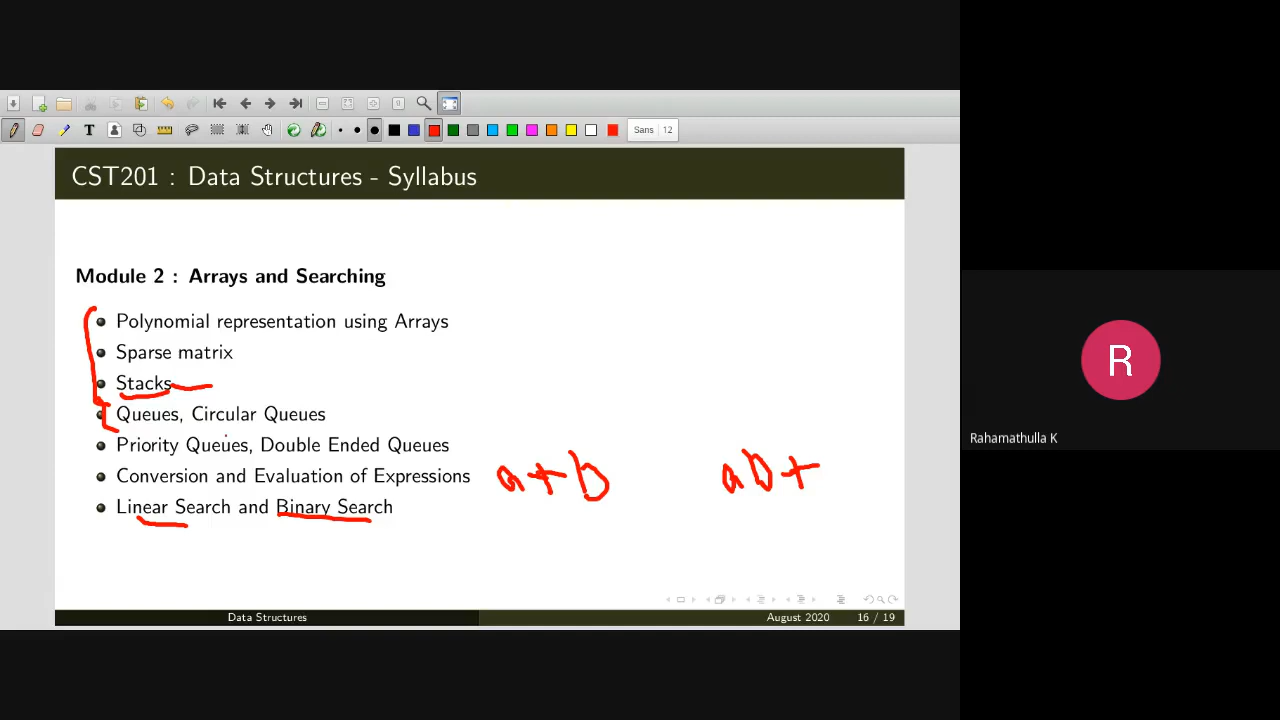 Sans 12
CST201 : Data Structures - Syllabus
Module 2 : Arrays and Searching
Polynomial representation using Arrays
Sparse matrix
Stacks
Queues, Circular Queues
Priority Queues, Double Ended Queues
Conversion and Evaluation of Expressions a+b ab+
Linear Search and Binary Search
Data Structures August 2020 16 / 19
R
Rahamathulla K